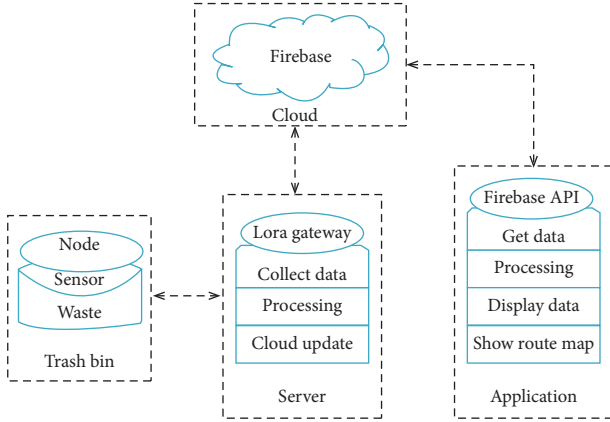 Firebase
Cloud
Node
Sensor
Waste
Trash bin
Lora gateway
Collect data
Processing
Cloud update
Server
Firebase API
Get data
Processing
Display data
Show route map
Application